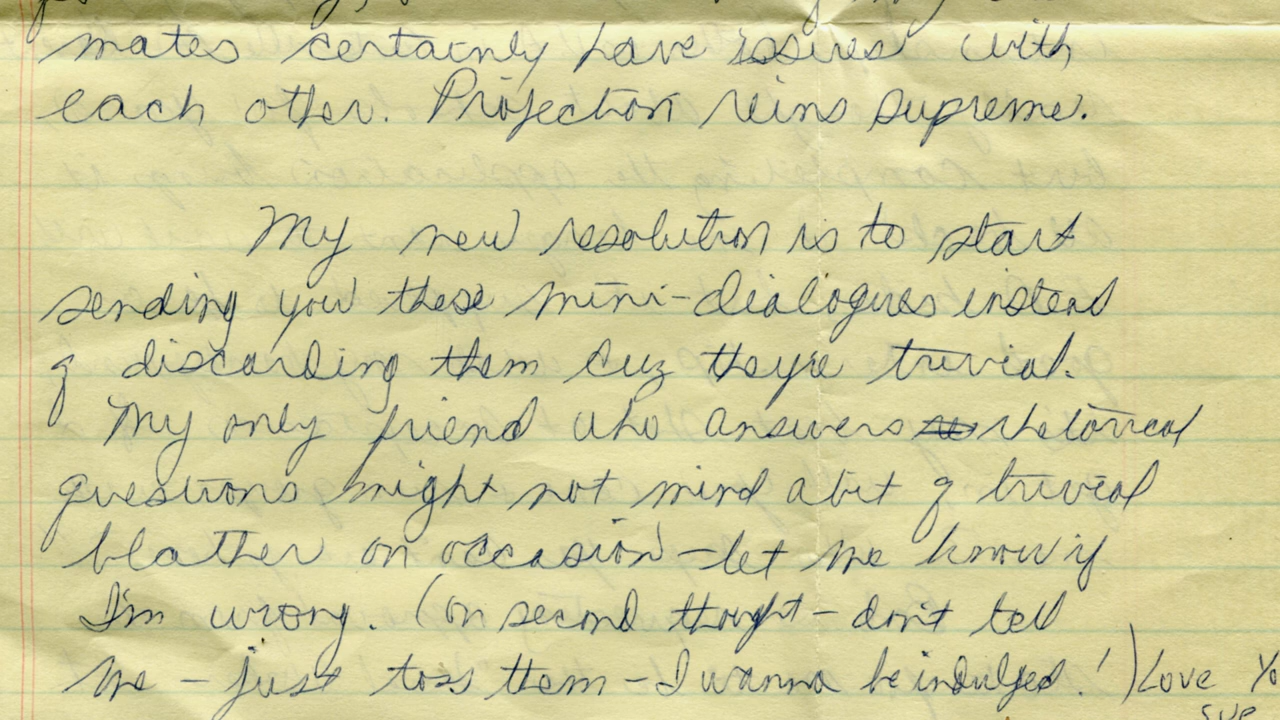 mates certainly have issues with
each other. Projection reins supreme.
My new resolution is to start
sending you these mini-dialogues instead
of discarding them cuz they're trivial.
My only friend who answers rhetorical
questions might not mind a bit of trivial
blather on occasion - let me know if
I'm wrong. (on second thought - don't tell
me - just toss them - I wanna be indulged!) Love Yo
sue